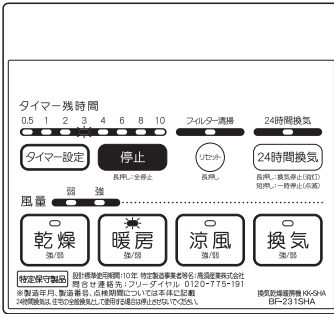 タイマー残時間
0.5 1 2 3 4 6 8 10 フィルター清掃 24時間換気
タイマー設定 停止 リセット 24時間換気
長押し:全停止 長押し 長押し:換気停止(消灯)
短押し:一時停止(点滅)
風量 弱 強
乾燥 暖房 涼風 換気
強/弱 強/弱 強/弱 強/弱
特定保守製品 設計標準使用期間:10年 特定製造事業者等名:高須産業株式会社
問合せ連絡先:フリーダイヤル 0120-775-191
※製造年月、製造番号、点検期間については本体に記載
24時間換気は、住宅の全般換気として使用する場合は停止させないでください。
換気乾燥暖房機 KK-SHA
BF-231SHA